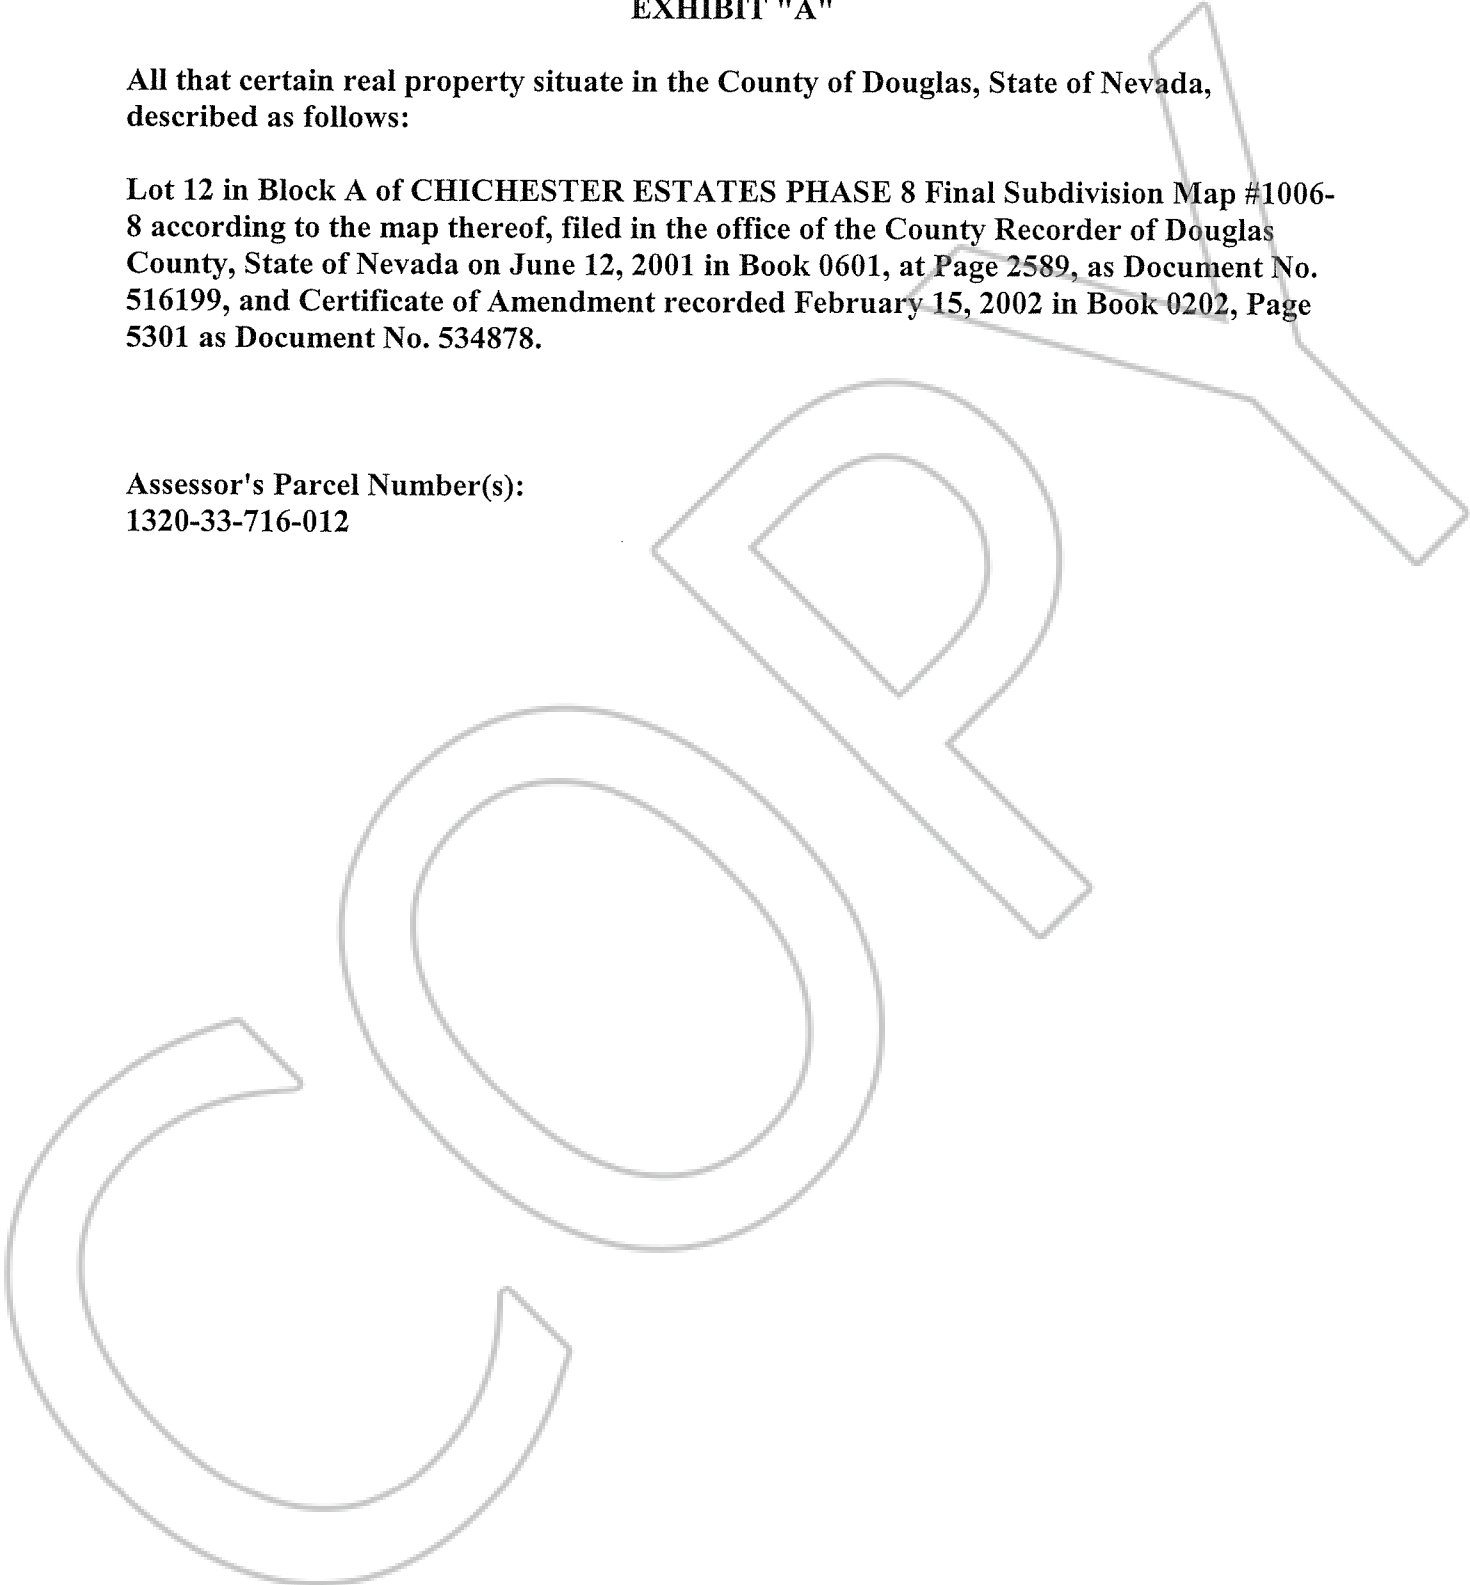 EXHIBIT "A"
All that certain real property situate in the County of Douglas, State of Nevada,
described as follows:
Lot 12 in Block A of CHICHESTER ESTATES PHASE 8 Final Subdivision Map #1006-
8 according to the map thereof, filed in the office of the County Recorder of Douglas
County, State of Nevada on June 12, 2001 in Book 0601, at Page 2589, as Document No.
516199, and Certificate of Amendment recorded February 15, 2002 in Book 0202, Page
5301 as Document No. 534878.
Assessor's Parcel Number(s):
1320-33-716-012
COPY